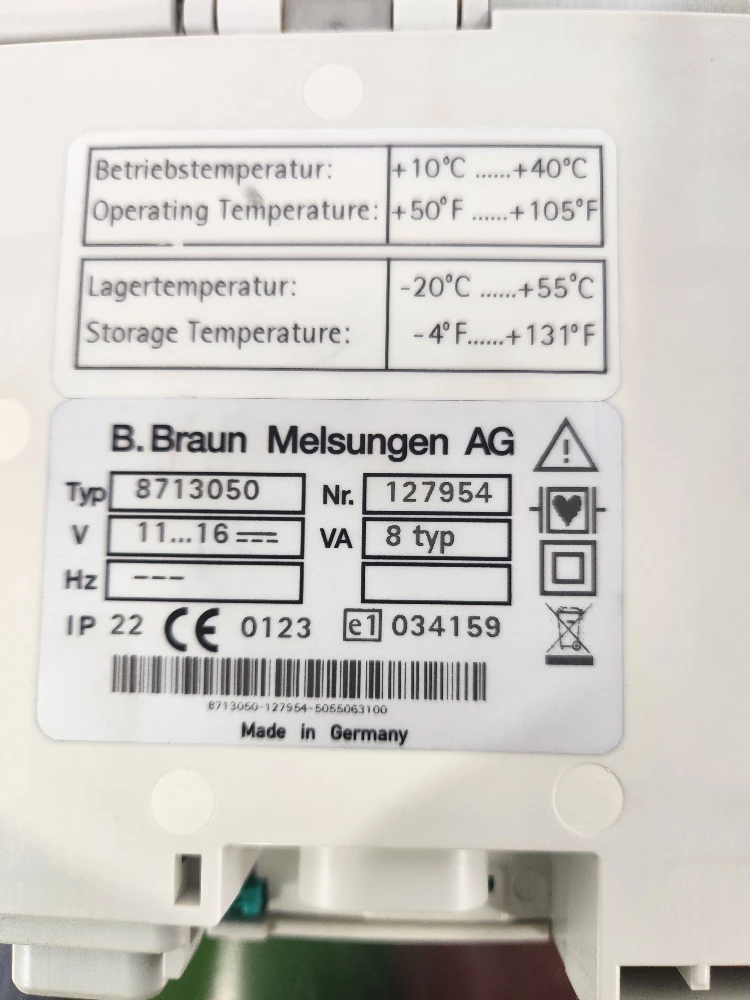 Betriebstemperatur: +10°C ......+40°C
Operating Temperature: +50°F ......+105°F
Lagertemperatur: -20°C ......+55°C
Storage Temperature: -4°F......+131°F
B. Braun Melsungen AG
Typ 8713050 Nr. 127954
V 11...16 VA 8 typ
Hz ---
IP 22 CE 0123 e1 034159
8713050-127954-5055063100
Made in Germany